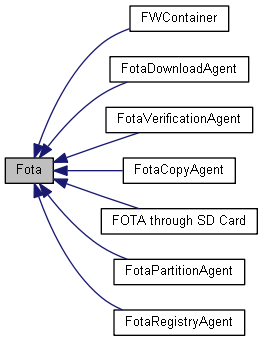 FWContainer
FotaDownloadAgent
FotaVerificationAgent
Fota
FotaCopyAgent
FOTA through SD Card
FotaPartitionAgent
FotaRegistryAgent